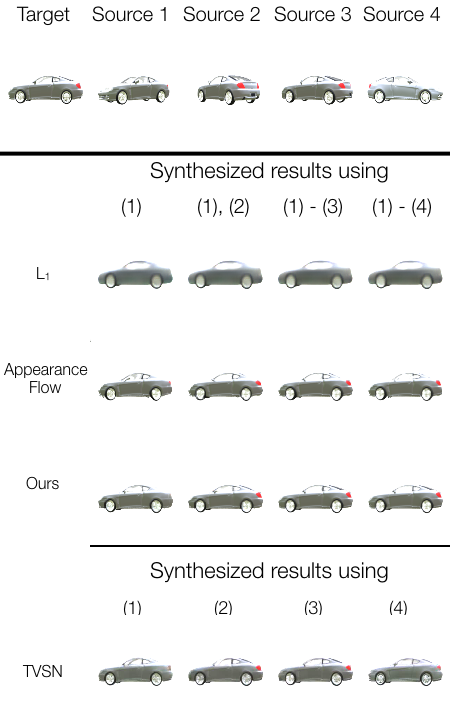 Target Source 1 Source 2 Source 3 Source 4
Synthesized results using
(1) (1), (2) (1) - (3) (1) - (4)
L₁
Appearance
Flow
Ours
Synthesized results using
(1) (2) (3) (4)
TVSN